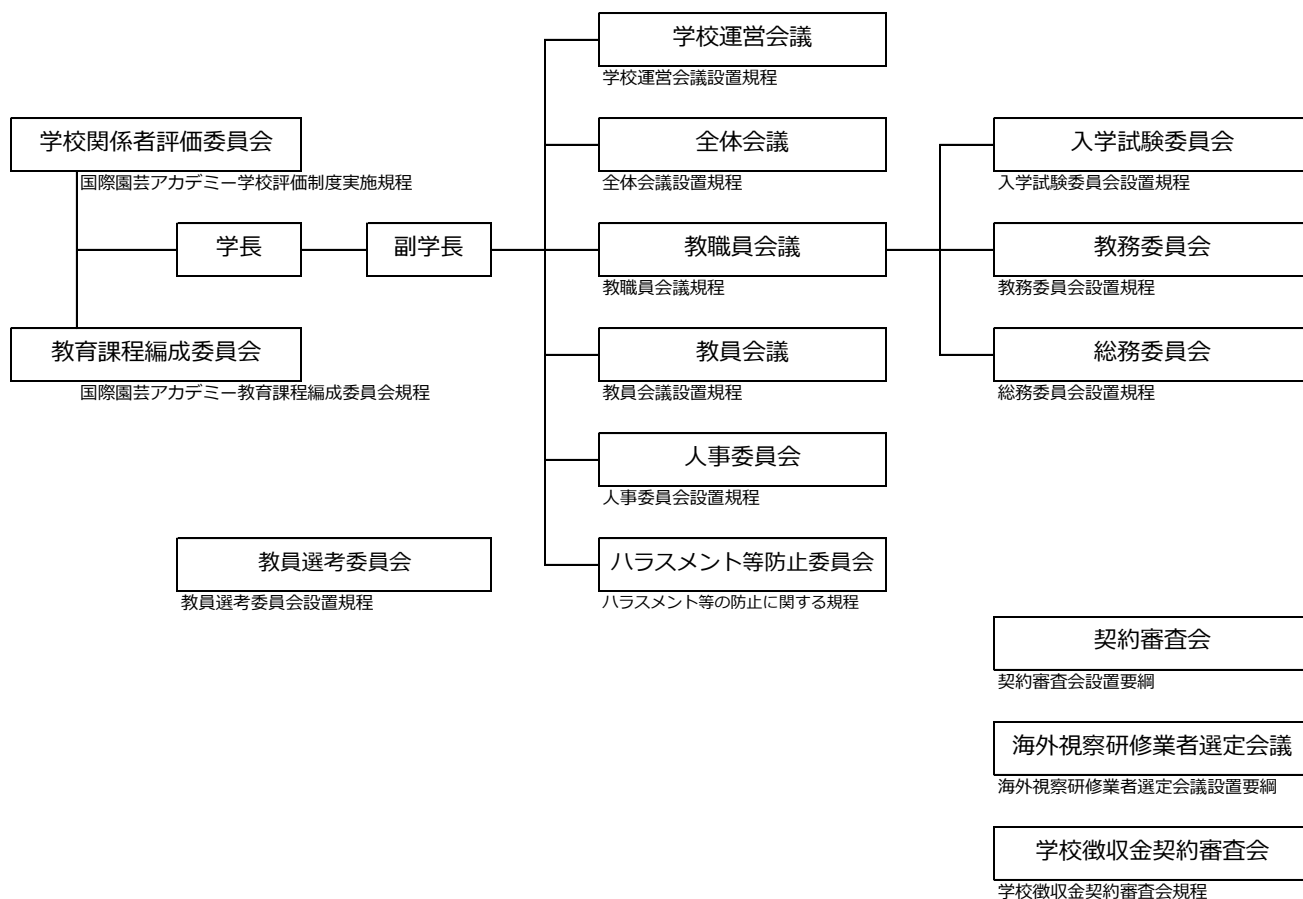 学校運営会議
学校運営会議設置規程
学校関係者評価委員会
国際園芸アカデミー学校評価制度実施規程
全体会議
全体会議設置規程
入学試験委員会
入学試験委員会設置規程
学長
副学長
教職員会議
教職員会議規程
教務委員会
教務委員会設置規程
教育課程編成委員会
国際園芸アカデミー教育課程編成委員会規程
教員会議
教員会議設置規程
総務委員会
総務委員会設置規程
人事委員会
人事委員会設置規程
教員選考委員会
教員選考委員会設置規程
ハラスメント等防止委員会
ハラスメント等の防止に関する規程
契約審査会
契約審査会設置要綱
海外視察研修業者選定会議
海外視察研修業者選定会議設置要綱
学校徴収金契約審査会
学校徴収金契約審査会規程